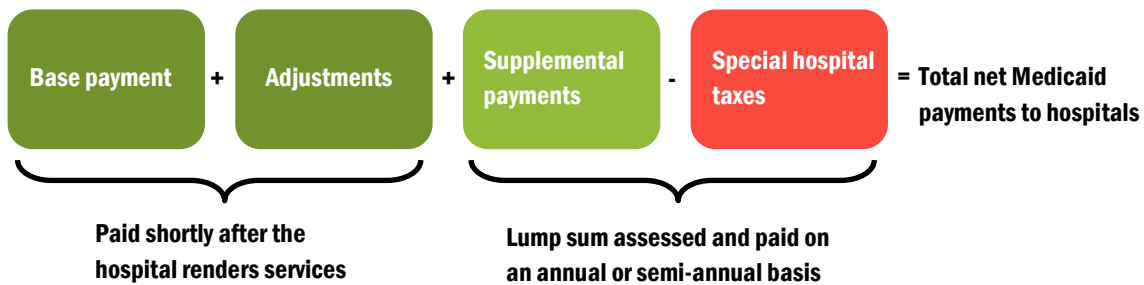 Base payment + Adjustments + Supplemental payments - Special hospital taxes = Total net Medicaid payments to hospitals
Paid shortly after the
hospital renders services
Lump sum assessed and paid on
an annual or semi-annual basis